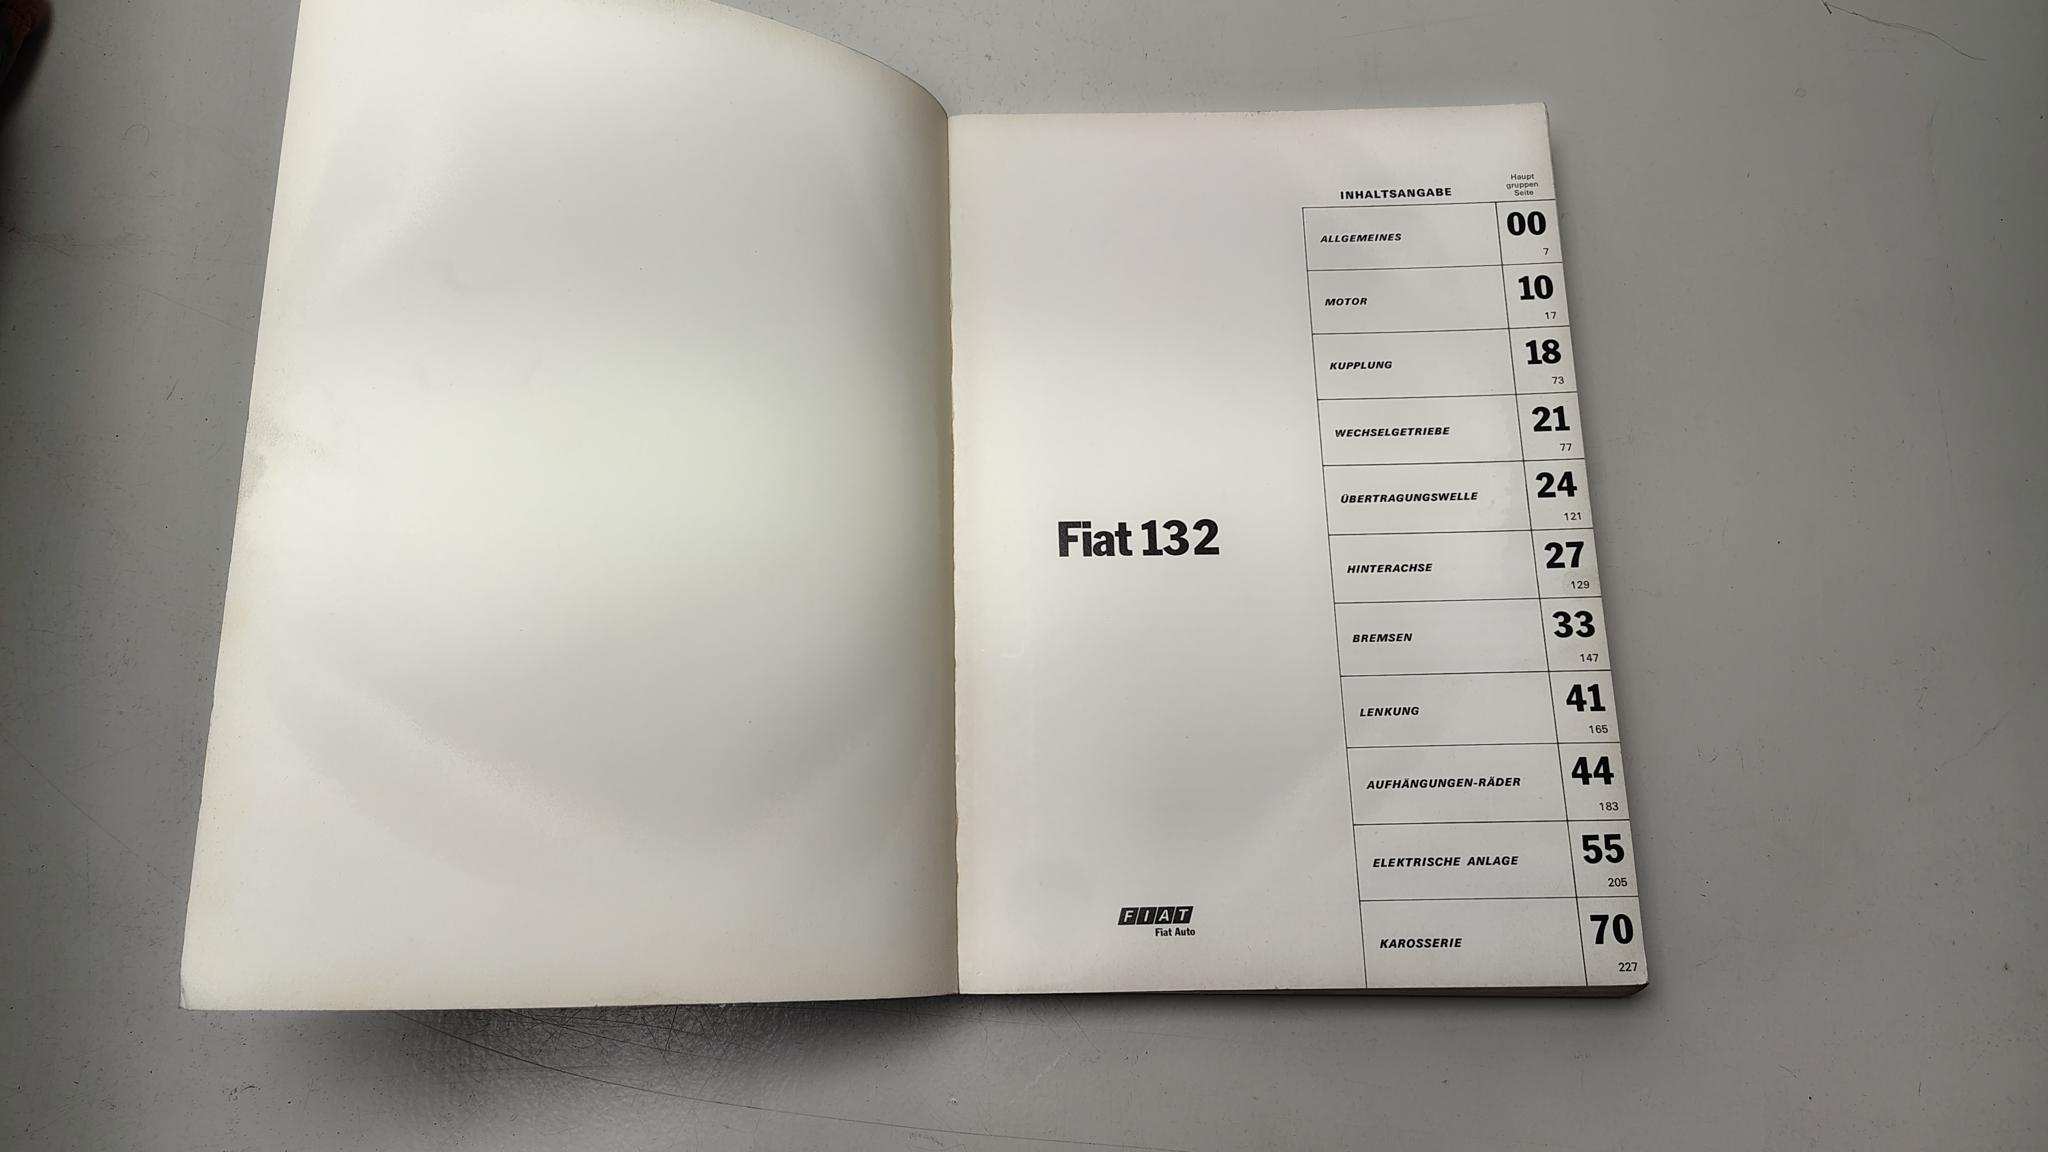 INHALTSANGABE
Haupt
gruppen
Seite
ALLGEMEINES 00
7
MOTOR 10
17
KUPPLUNG 18
73
WECHSELGETRIEBE 21
77
ÜBERTRAGUNGSWELLE 24
121
Fiat 132
HINTERACHSE 27
129
BREMSEN 33
147
LENKUNG 41
165
AUFHÄNGUNGEN-RÄDER 44
183
ELEKTRISCHE ANLAGE 55
205
FIAT
Fiat Auto
KAROSSERIE 70
227